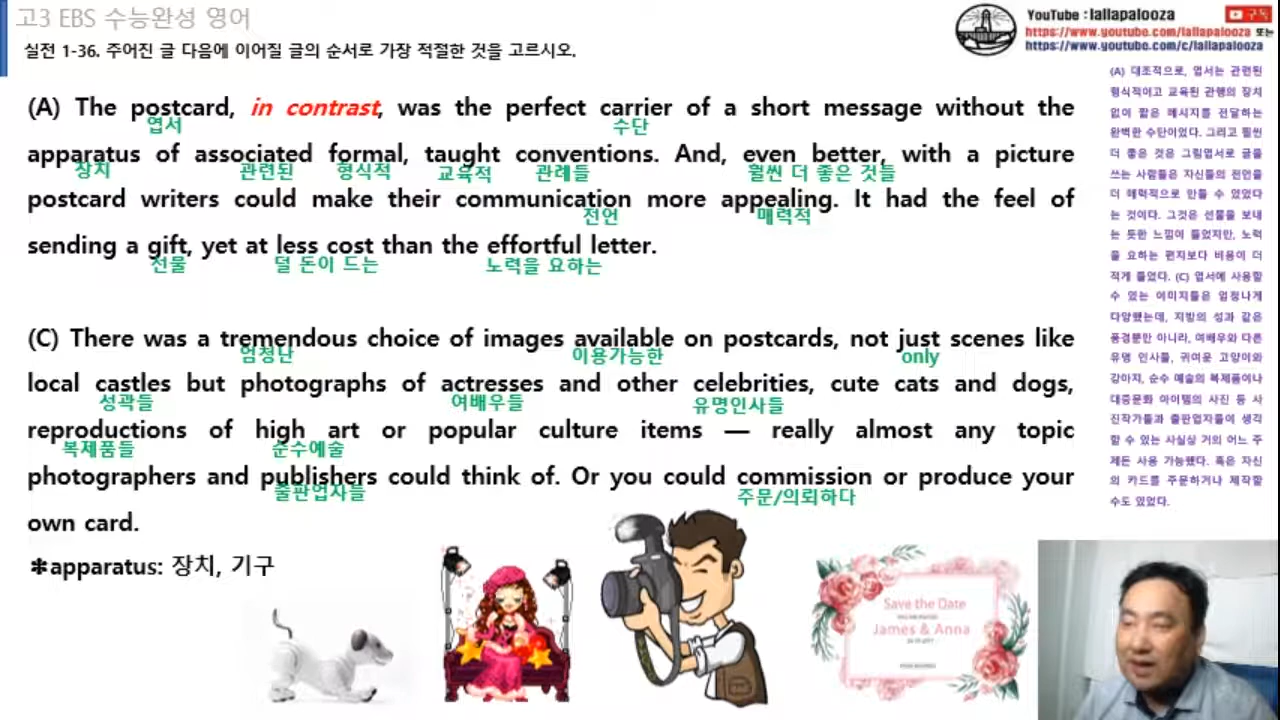 고3 EBS 수능완성 영어
실전 1-36. 주어진 글 다음에 이어질 글의 순서로 가장 적절한 것을 고르시오.
YouTube : lallapalooza
구독
https://www.youtube.com/lallapalooza 또는
https://www.youtube.com/c/lallapalooza
(A) The postcard, in contrast, was the perfect carrier of a short message without the
엽서 수단
apparatus of associated formal, taught conventions. And, even better, with a picture
장치 관련된 형식적 교육적 관례들 훨씬 더 좋은 것들
postcard writers could make their communication more appealing. It had the feel of
전언 매력적
sending a gift, yet at less cost than the effortful letter.
선물 덜 돈이 드는 노력을 요하는
(C) There was a tremendous choice of images available on postcards, not just scenes like
엄청난 이용가능한 only
local castles but photographs of actresses and other celebrities, cute cats and dogs,
성곽들 여배우들 유명인사들
reproductions of high art or popular culture items — really almost any topic
복제품들 순수예술
photographers and publishers could think of. Or you could commission or produce your
출판업자들 주문/의뢰하다
own card.
✻apparatus: 장치, 기구
(A) 대조적으로, 엽서는 관련된
형식적이고 교육된 관행의 장치
없이 짧은 메시지를 전달하는
완벽한 수단이었다. 그리고 훨씬
더 좋은 것은 그림엽서로 글을
쓰는 사람들은 자신들의 전언을
더 매력적으로 만들 수 있었다
는 것이다. 그것은 선물을 보내
는 듯한 느낌이 들었지만, 노력
을 요하는 편지보다 비용이 더
적게 들었다. (C) 엽서에 사용할
수 있는 이미지들은 엄청나게
다양했는데, 지방의 성과 같은
풍경뿐만 아니라, 여배우와 다른
유명 인사들, 귀여운 고양이와
강아지, 순수 예술의 복제품이나
대중문화 아이템의 사진 등 사
진작가들과 출판업자들이 생각
할 수 있는 사실상 거의 어느 주
제든 사용 가능했다. 혹은 자신
의 카드를 주문하거나 제작할
수도 있었다.
Save the Date
James & Anna